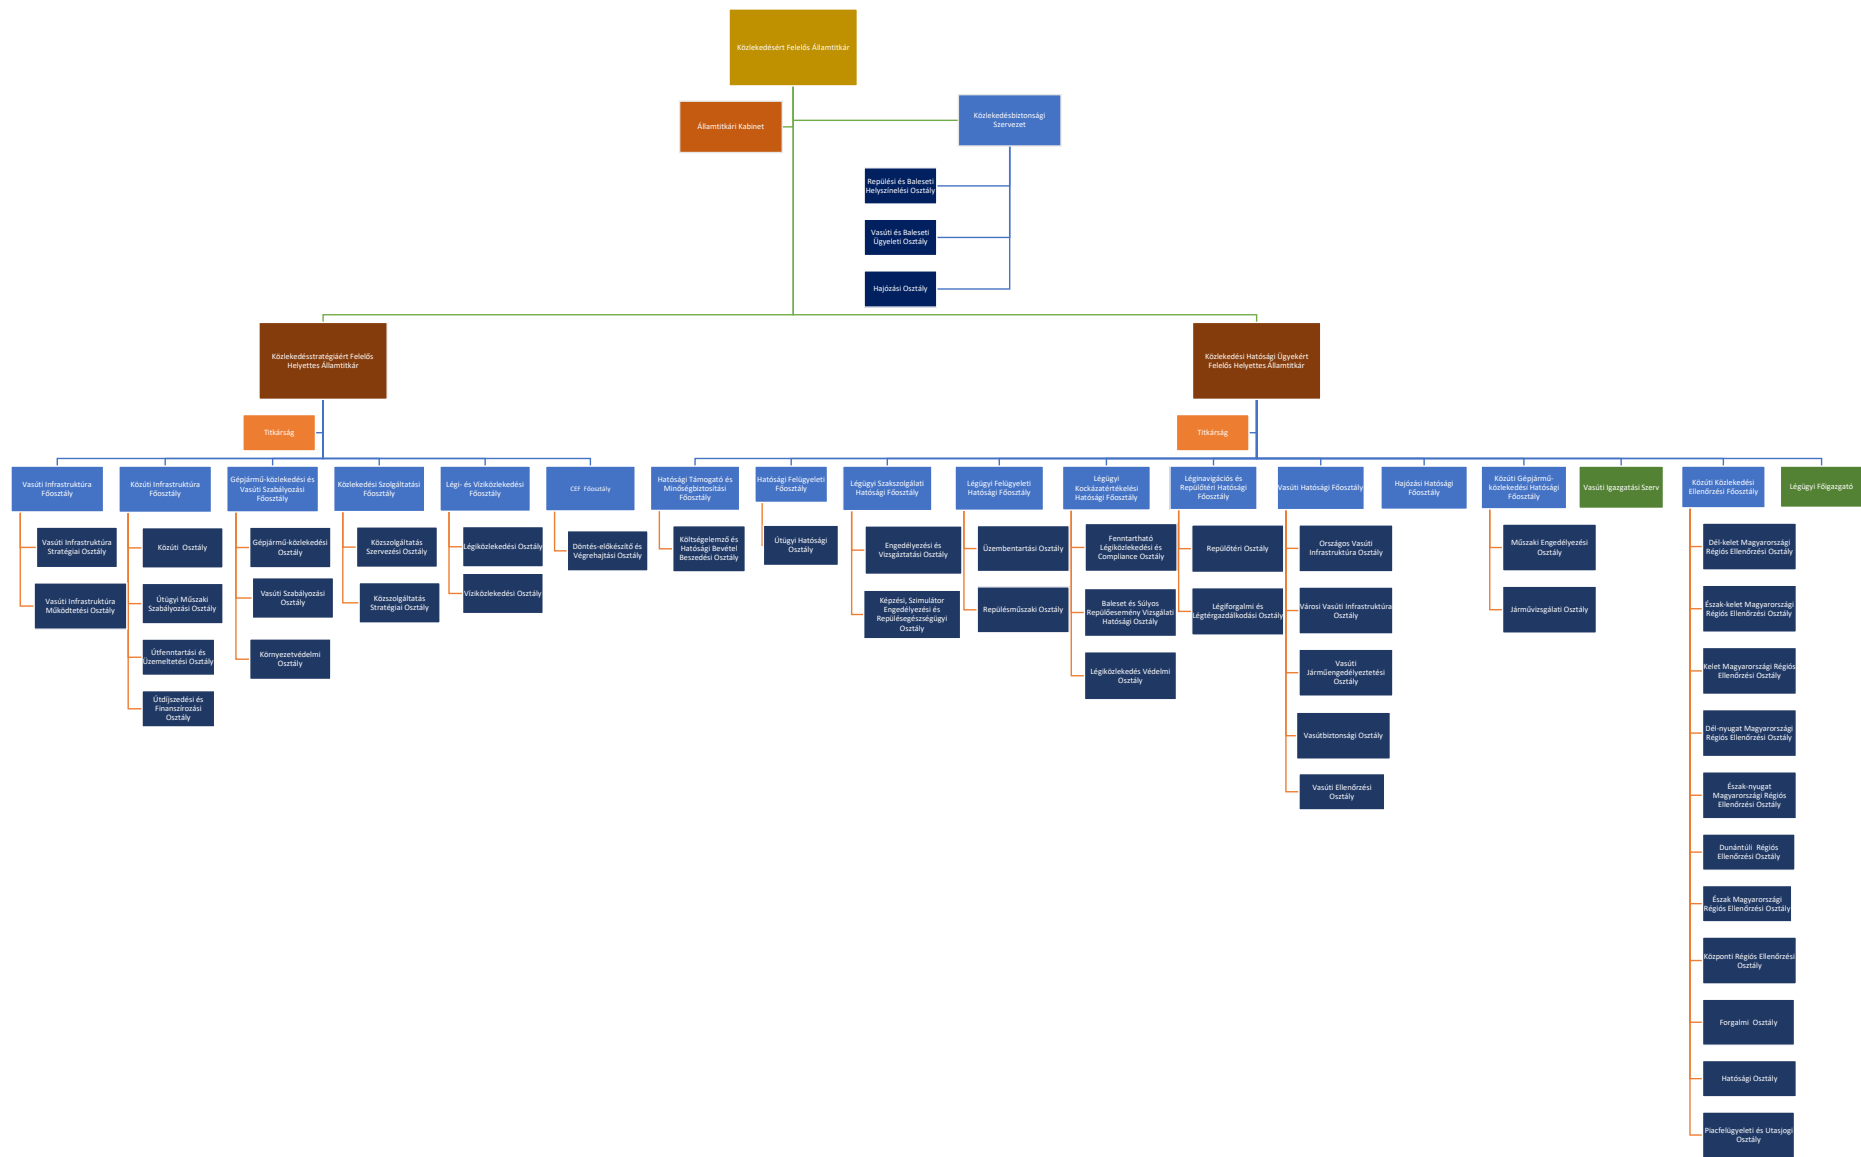 Közlekedésért Felelős Államtitkár
Államtitkári Kabinet
Közlekedésbiztonsági
Szervezet
Repülési és Baleseti
Helyszínelési Osztály
Vasúti és Baleseti
Ügyeleti Osztály
Hajózási Osztály
Közlekedésstratégiáért Felelős
Helyettes Államtitkár
Közlekedési Hatósági Ügyekért
Felelős Helyettes Államtitkár
Titkárság
Titkárság
Vasúti Infrastruktúra
Főosztály
Közúti Infrastruktúra
Főosztály
Gépjármű-közlekedési és
Vasúti Szabályozási Főosztály
Közlekedési Szolgáltatási
Főosztály
Légi- és Víziközlekedési
Főosztály
CEF Főosztály
Hatósági Támogató és
Minőségbiztosítási Főosztály
Hatósági Felügyeleti
Főosztály
Légügyi Szakszolgálati
Hatósági Főosztály
Légügyi Felügyeleti
Hatósági Főosztály
Légügyi
Kockázatértékelési
Hatósági Főosztály
Léginavigációs és
Repülőtéri Hatósági
Főosztály
Vasúti Hatósági Főosztály
Hajózási Hatósági
Főosztály
Közúti Gépjármű-
közlekedési Hatósági
Főosztály
Vasúti Igazgatási Szerv
Közúti Közlekedési
Ellenőrzési Főosztály
Légügyi Főigazgató
Vasúti Infrastruktúra
Stratégiai Osztály
Vasúti Infrastruktúra
Működtetési Osztály
Közúti Osztály
Útügyi Műszaki
Szabályozási Osztály
Útfenntartási és
Üzemeltetési Osztály
Útdíjszedési és
Finanszírozási
Osztály
Gépjármű-közlekedési
Osztály
Vasúti Szabályozási
Osztály
Környezetvédelmi
Osztály
Közszolgáltatás
Szervezési Osztály
Közszolgáltatás
Stratégiai Osztály
Légiközlekedési Osztály
Víziközlekedési Osztály
Döntés-előkészítő és
Végrehajtási Osztály
Költségelemző és
Hatósági Bevétel
Beszedési Osztály
Útügyi Hatósági
Osztály
Engedélyezési és
Vizsgáztatási Osztály
Képzési, Szimulátor
Engedélyezési és
Repülésegészségügyi
Osztály
Üzembentartási Osztály
Repülésműszaki Osztály
Fenntartható
Légiközlekedési és
Compliance Osztály
Baleset és Súlyos
Repülőesemény Vizsgálati
Hatósági Osztály
Légiközlekedés Védelmi
Osztály
Repülőtéri Osztály
Légiforgalmi és
Légtérgazdálkodási Osztály
Országos Vasúti
Infrastruktúra Osztály
Városi Vasúti Infrastruktúra
Osztály
Vasúti
Járműengedélyeztetési
Osztály
Vasútbiztonsági Osztály
Vasúti Ellenőrzési
Osztály
Műszaki Engedélyezési
Osztály
Járművizsgálati Osztály
Dél-kelet Magyarországi
Régiós Ellenőrzési Osztály
Észak-kelet Magyarországi
Régiós Ellenőrzési Osztály
Kelet Magyarországi Régiós
Ellenőrzési Osztály
Dél-nyugat Magyarországi
Régiós Ellenőrzési Osztály
Észak-nyugat
Magyarországi Régiós
Ellenőrzési Osztály
Dunántúli Régiós
Ellenőrzési Osztály
Észak Magyarországi
Régiós Ellenőrzési Osztály
Központi Régiós Ellenőrzési
Osztály
Forgalmi Osztály
Hatósági Osztály
Piacfelügyeleti és Utasjogi
Osztály